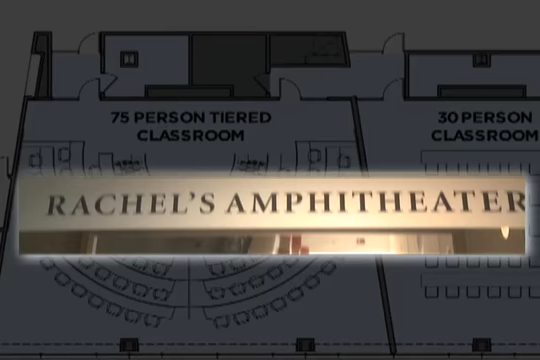 75 PERSON TIERED
CLASSROOM
30 PERSON
CLASSROOM
RACHEL'S AMPHITHEATER